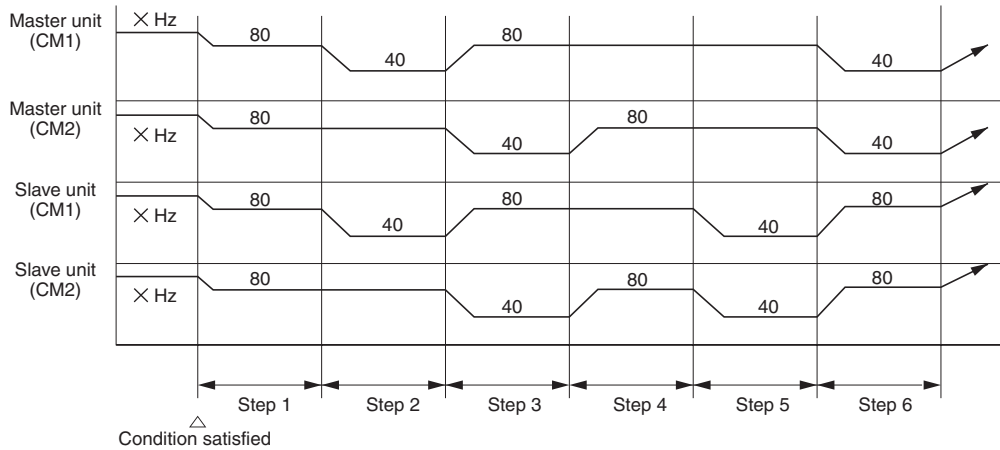 Master unit
(CM1)
× Hz
80
40
80
40
Master unit
(CM2)
× Hz
80
40
80
40
Slave unit
(CM1)
× Hz
80
40
80
40
80
Slave unit
(CM2)
× Hz
80
40
80
40
80
Step 1
Step 2
Step 3
Step 4
Step 5
Step 6
Condition satisfied